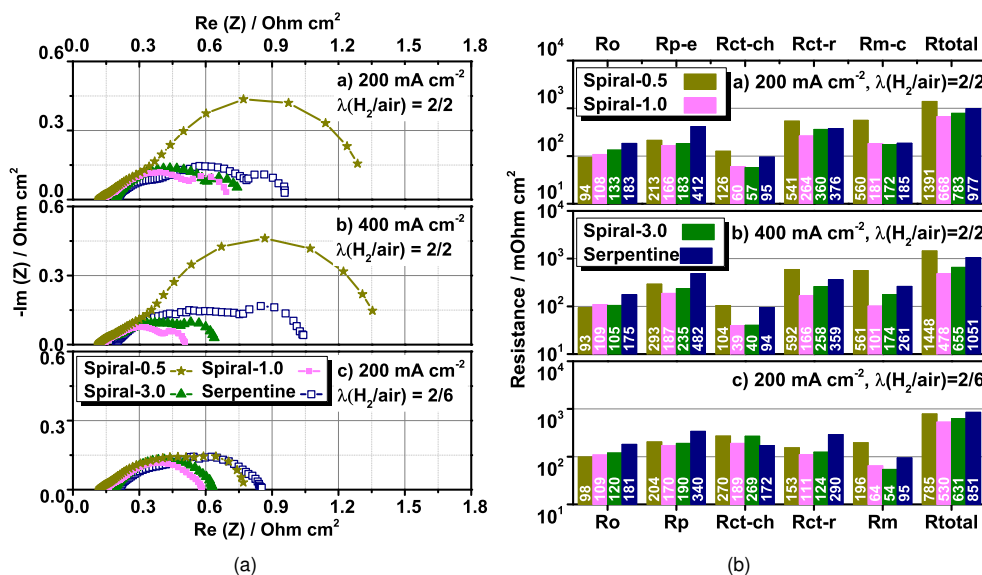 (a)
Re (Z) / Ohm cm²
0.0 0.3 0.6 0.9 1.2 1.5 1.8
-Im (Z) / Ohm cm²
0.6
0.3
0.0
a) 200 mA cm⁻²
λ(H₂/air) = 2/2
0.6
0.3
0.0
b) 400 mA cm⁻²
λ(H₂/air) = 2/2
0.6
0.3
0.0
Spiral-0.5 Spiral-1.0
Spiral-3.0 Serpentine
c) 200 mA cm⁻²
λ(H₂/air) = 2/6
0.0 0.3 0.6 0.9 1.2 1.5 1.8
Re (Z) / Ohm cm²
(a)
(b)
Ro Rp-e Rct-ch Rct-r Rm-c Rtotal
Resistance / mOhm cm²
10⁴
10³
10²
10¹
Spiral-0.5
Spiral-1.0
a) 200 mA cm⁻², λ(H₂/air)=2/2
94 108 133 183 213 166 183 412 126 60 57 95 541 264 360 376 560 181 172 185 1391 668 783 977
10⁴
10³
10²
10¹
Spiral-3.0
Serpentine
b) 400 mA cm⁻², λ(H₂/air)=2/2
93 109 105 175 293 187 235 482 104 39 40 94 592 166 258 359 561 101 174 261 1448 478 655 1051
10⁴
10³
10²
10¹
c) 200 mA cm⁻², λ(H₂/air)=2/6
98 109 120 181 204 170 190 340 270 189 269 172 153 151 124 290 196 64 54 95 785 530 631 851
Ro Rp Rct-ch Rct-r Rm Rtotal
(b)